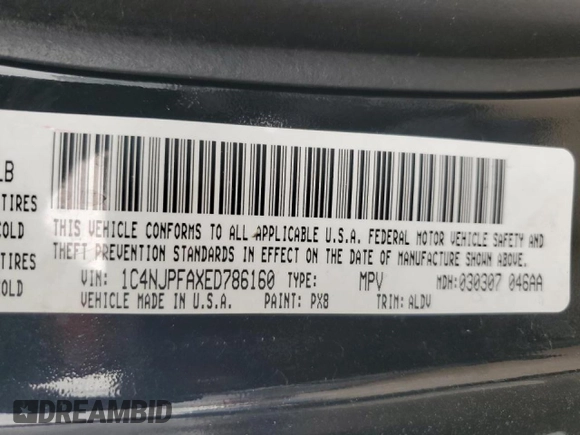 LB
TIRES
COLD
TIRES
COLD
THIS VEHICLE CONFORMS TO ALL APPLICABLE U.S.A. FEDERAL MOTOR VEHICLE SAFETY AND
THEFT PREVENTION STANDARDS IN EFFECT ON THE DATE OF MANUFACTURE SHOWN ABOVE.
VIN: 1C4NJPFAXED786160 TYPE: MPV MDH:030307 046AA
VEHICLE MADE IN U.S.A. PAINT: PX8 TRIM: ALDV
DREAMBID